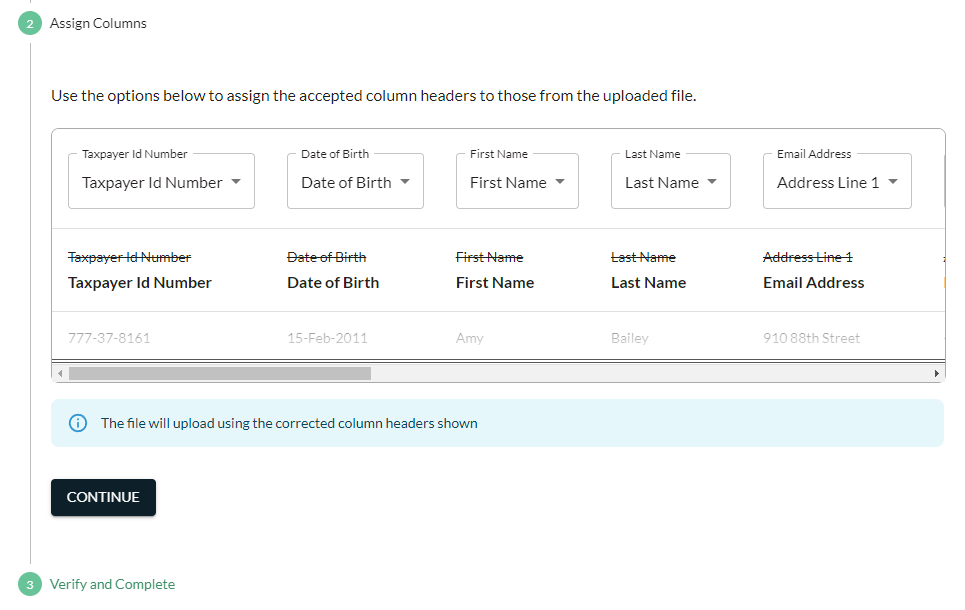 2 Assign Columns
Use the options below to assign the accepted column headers to those from the uploaded file.
Taxpayer Id Number Date of Birth First Name Last Name Email Address
Taxpayer Id Number Date of Birth First Name Last Name Address Line 1
Taxpayer Id Number Date of Birth First Name Last Name Address Line 1
Taxpayer Id Number Date of Birth First Name Last Name Email Address
777-37-8161 15-Feb-2011 Amy Bailey 910 88th Street
The file will upload using the corrected column headers shown
CONTINUE
3 Verify and Complete